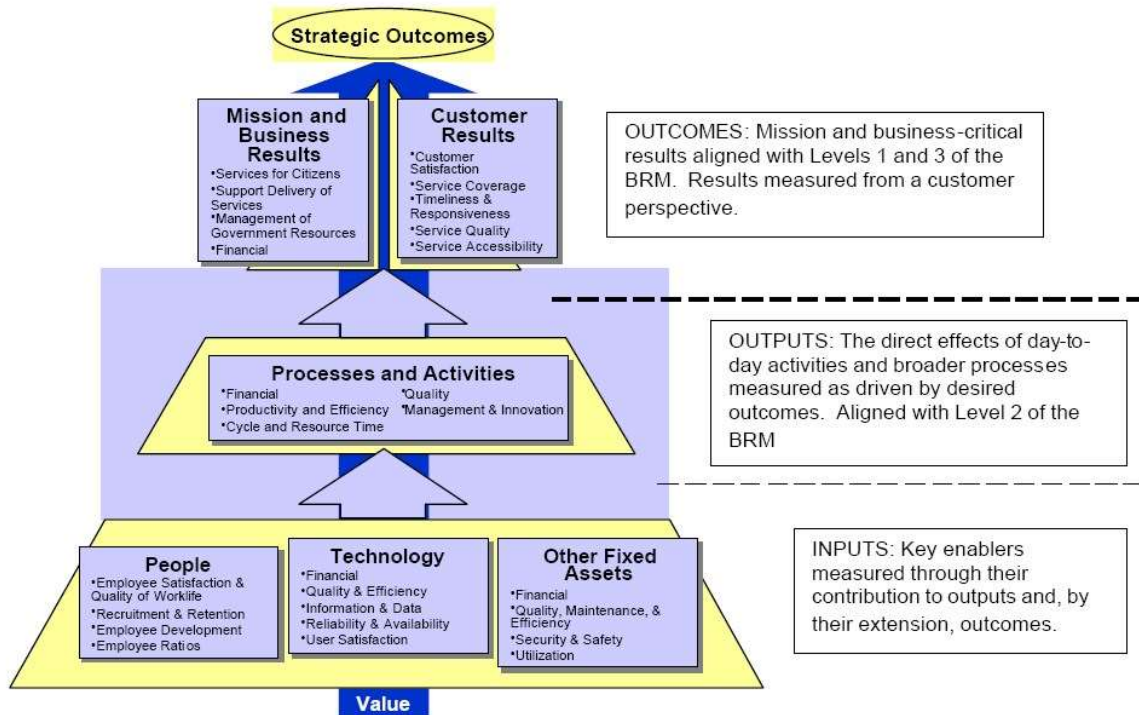 Strategic Outcomes
Mission and
Business
Results
•Services for Citizens
•Support Delivery of
Services
•Management of
Government Resources
•Financial
Customer
Results
•Customer
Satisfaction
•Service Coverage
•Timeliness &
Responsiveness
•Service Quality
•Service Accessibility
OUTCOMES: Mission and business-critical
results aligned with Levels 1 and 3 of the
BRM. Results measured from a customer
perspective.
Processes and Activities
•Financial
•Productivity and Efficiency
•Cycle and Resource Time
•Quality
•Management & Innovation
OUTPUTS: The direct effects of day-to-
day activities and broader processes
measured as driven by desired
outcomes. Aligned with Level 2 of the
BRM
People
•Employee Satisfaction &
Quality of Worklife
•Recruitment & Retention
•Employee Development
•Employee Ratios
Technology
•Financial
•Quality & Efficiency
•Information & Data
•Reliability & Availability
•User Satisfaction
Other Fixed
Assets
•Financial
•Quality, Maintenance, &
Efficiency
•Security & Safety
•Utilization
INPUTS: Key enablers
measured through their
contribution to outputs and, by
their extension, outcomes.
Value